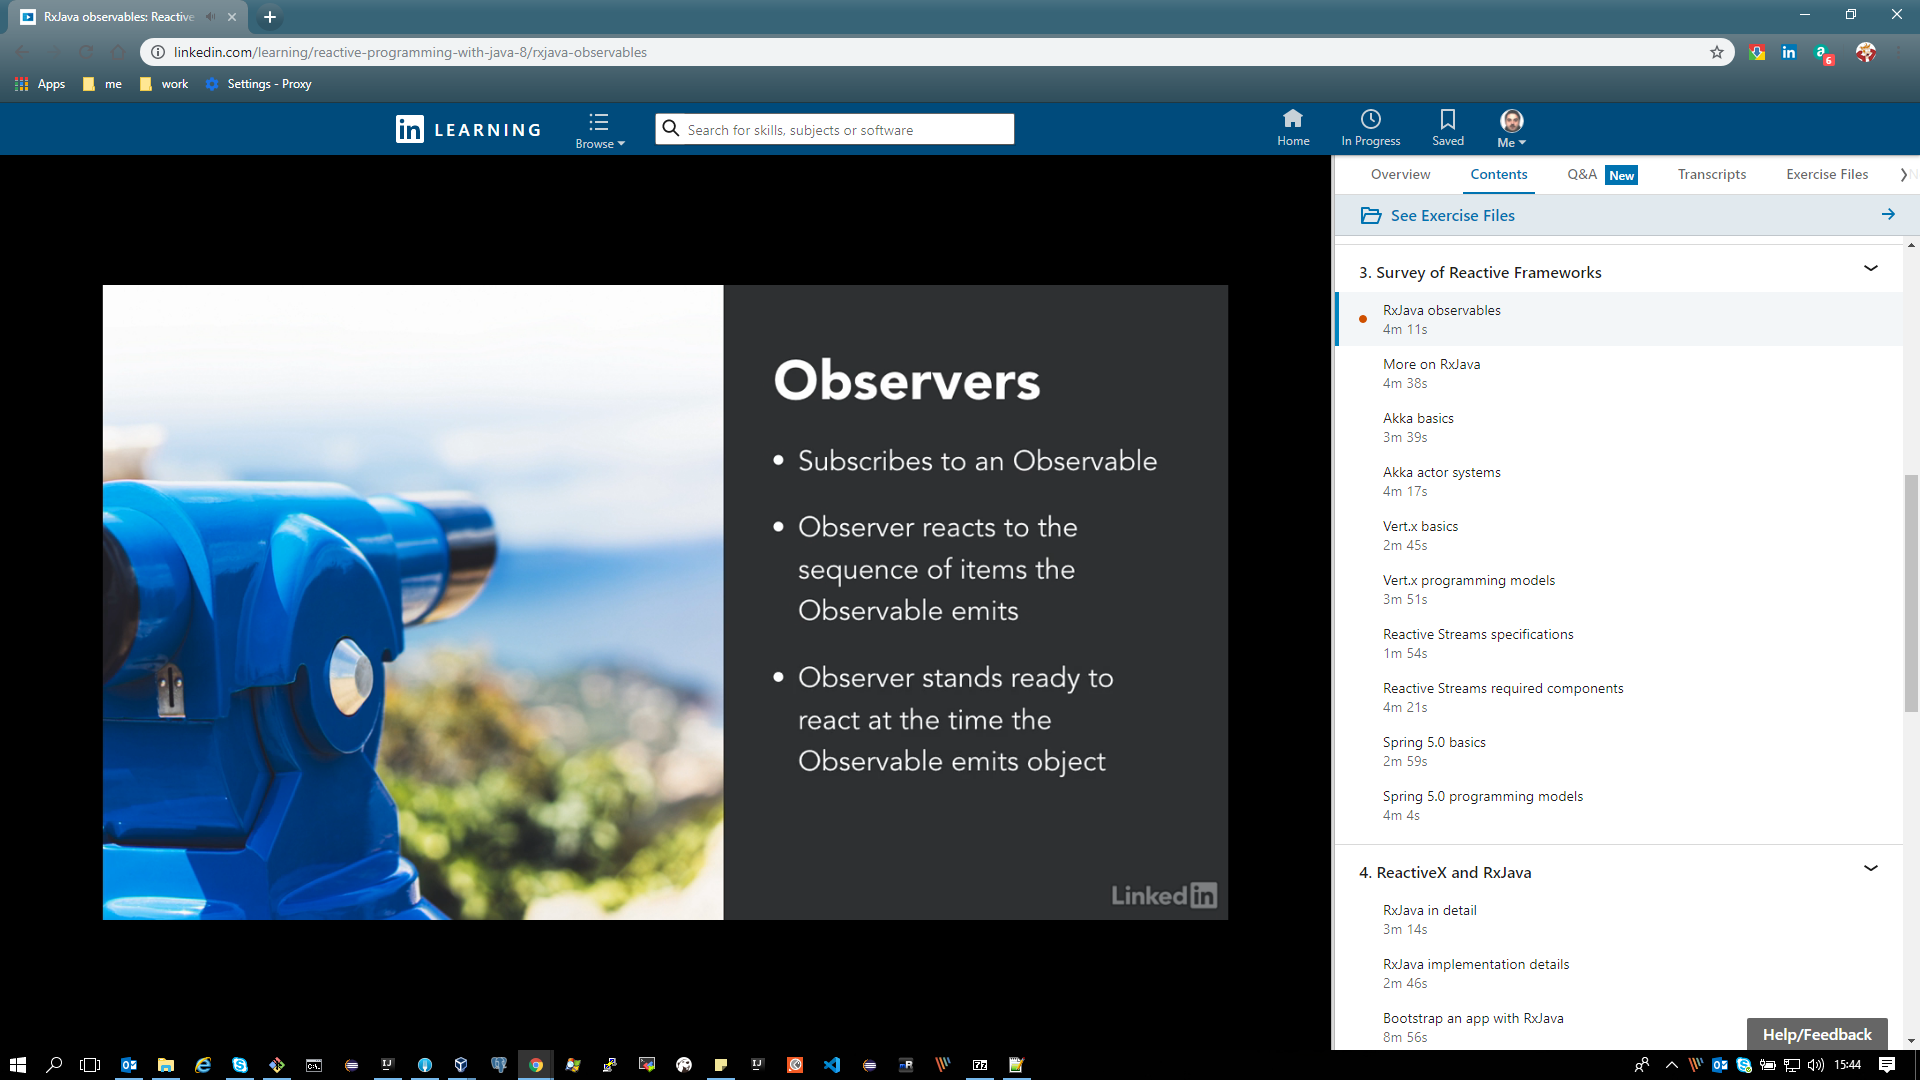 RxJava observables: Reactive
linkedin.com/learning/reactive-programming-with-java-8/rxjava-observables
6
Apps
me
work
Settings - Proxy
in LEARNING
Browse
Search for skills, subjects or software
Home
In Progress
Saved
Me
Overview
Contents
Q&A New
Transcripts
Exercise Files
See Exercise Files
Observers
• Subscribes to an Observable
• Observer reacts to the
sequence of items the
Observable emits
• Observer stands ready to
react at the time the
Observable emits object
Linked in
3. Survey of Reactive Frameworks
RxJava observables
4m 11s
More on RxJava
4m 38s
Akka basics
3m 39s
Akka actor systems
4m 17s
Vert.x basics
2m 45s
Vert.x programming models
3m 51s
Reactive Streams specifications
1m 54s
Reactive Streams required components
4m 21s
Spring 5.0 basics
2m 59s
Spring 5.0 programming models
4m 4s
4. ReactiveX and RxJava
RxJava in detail
3m 14s
RxJava implementation details
2m 46s
Bootstrap an app with RxJava
8m 56s
Help/Feedback
15:44